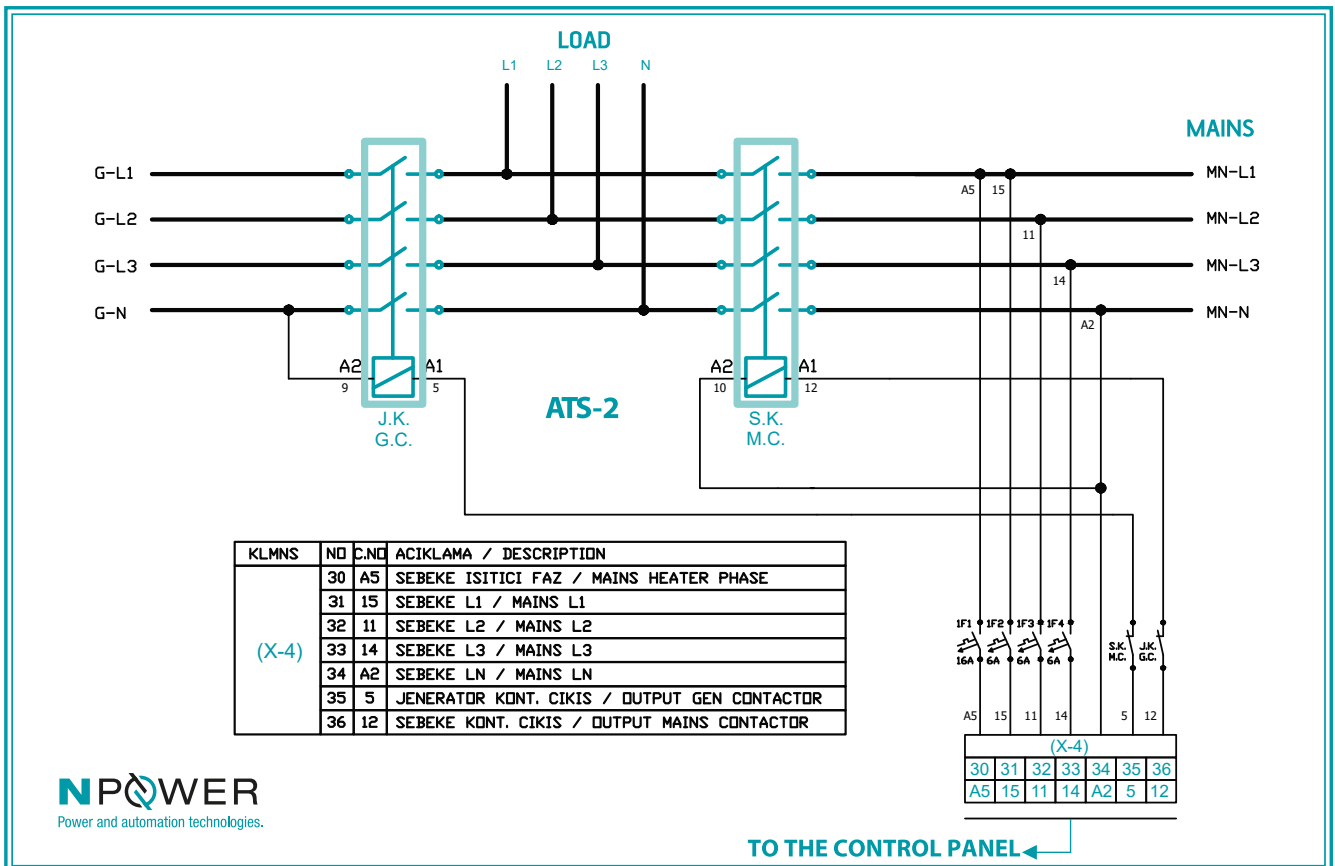 LOAD
L1 L2 L3 N
MAINS
G-L1
MN-L1
A5 15
G-L2
MN-L2
11
G-L3
MN-L3
14
G-N
MN-N
A2
A2 A1
9 5
J.K.
G.C.
ATS-2
A2 A1
10 12
S.K.
M.C.
KLMNS NO C.NO ACIKLAMA / DESCRIPTION
(X-4)
30 A5 SEBEKE ISITICI FAZ / MAINS HEATER PHASE
31 15 SEBEKE L1 / MAINS L1
32 11 SEBEKE L2 / MAINS L2
33 14 SEBEKE L3 / MAINS L3
34 A2 SEBEKE LN / MAINS LN
35 5 JENERATOR KONT. CIKIS / OUTPUT GEN CONTACTOR
36 12 SEBEKE KONT. CIKIS / OUTPUT MAINS CONTACTOR
1F1 1F2 1F3 1F4
16A 6A 6A 6A
S.K. J.K.
M.C. G.C.
A5 15 11 14 5 12
(X-4)
30 31 32 33 34 35 36
A5 15 11 14 A2 5 12
NPOWER
Power and automation technologies.
TO THE CONTROL PANEL